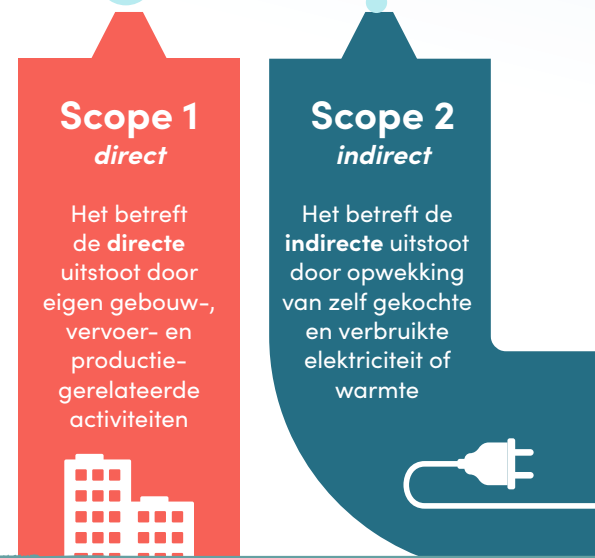 Scope 1
direct
Het betreft
de directe
uitstoot door
eigen gebouw-,
vervoer- en
productie-
gerelateerde
activiteiten
Scope 2
indirect
Het betreft de
indirecte uitstoot
door opwekking
van zelf gekochte
en verbruikte
elektriciteit of
warmte